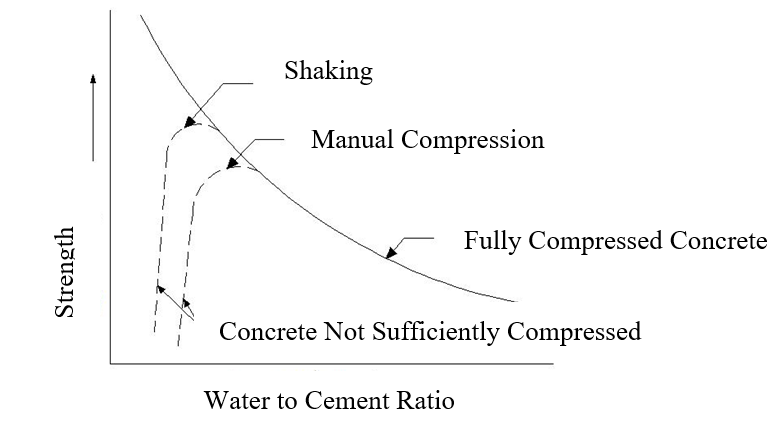 Shaking
Manual Compression
Fully Compressed Concrete
Strength
Concrete Not Sufficiently Compressed
Water to Cement Ratio